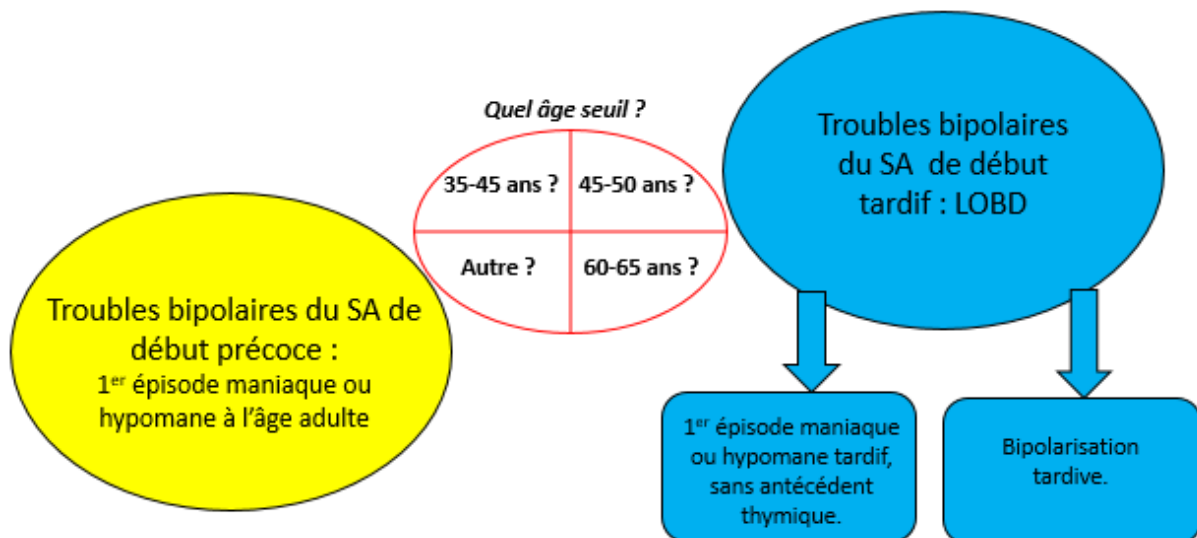 Quel âge seuil ?
35-45 ans ?
45-50 ans ?
Autre ?
60-65 ans ?
Troubles bipolaires du SA de
début précoce :
1er épisode maniaque ou
hypomane à l’âge adulte
Troubles bipolaires
du SA de début
tardif : LOBD
1er épisode maniaque
ou hypomane tardif,
sans antécédent
thymique.
Bipolarisation
tardive.